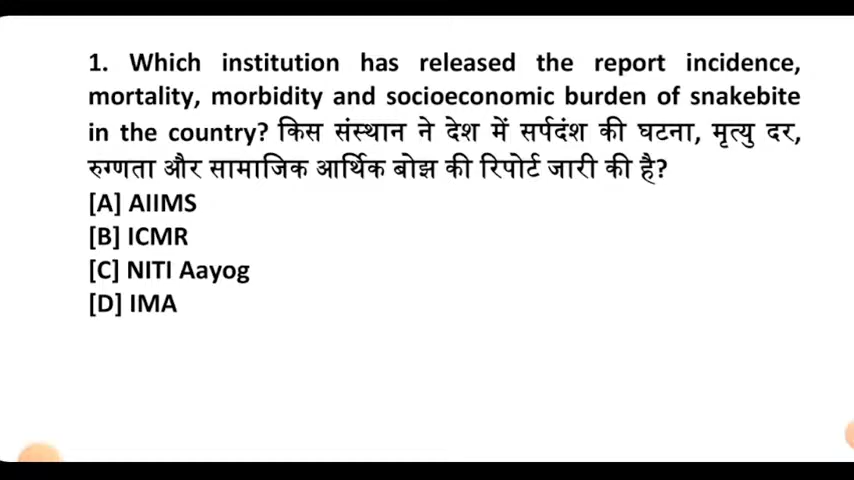 1. Which institution has released the report incidence,
mortality, morbidity and socioeconomic burden of snakebite
in the country? किस संस्थान ने देश में सर्पदंश की घटना, मृत्यु दर,
रुग्णता और सामाजिक आर्थिक बोझ की रिपोर्ट जारी की है?
[A] AIIMS
[B] ICMR
[C] NITI Aayog
[D] IMA